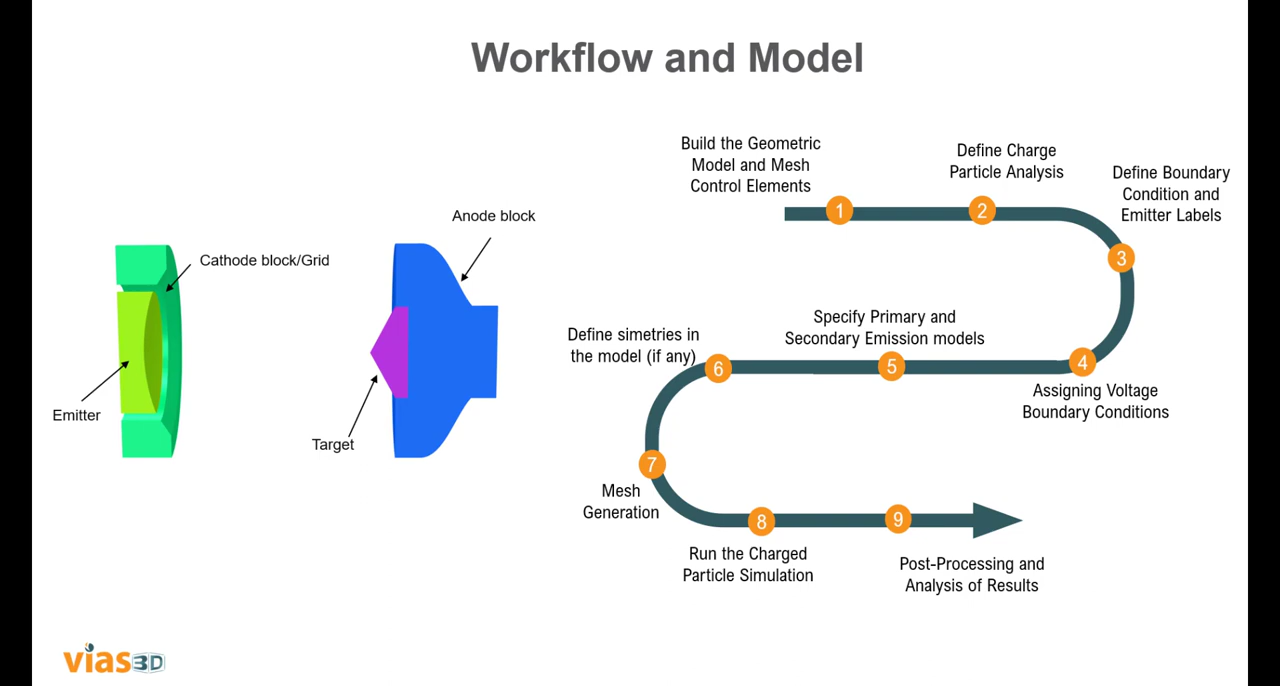 Workflow and Model
Anode block
Cathode block/Grid
Emitter
Target
Build the Geometric
Model and Mesh
Control Elements
1
Define Charge
Particle Analysis
2
Define Boundary
Condition and
Emitter Labels
3
4
Assigning Voltage
Boundary Conditions
Specify Primary and
Secondary Emission models
5
Define simetries in
the model (if any)
6
7
Mesh
Generation
8
Run the Charged
Particle Simulation
9
Post-Processing and
Analysis of Results
vias3D